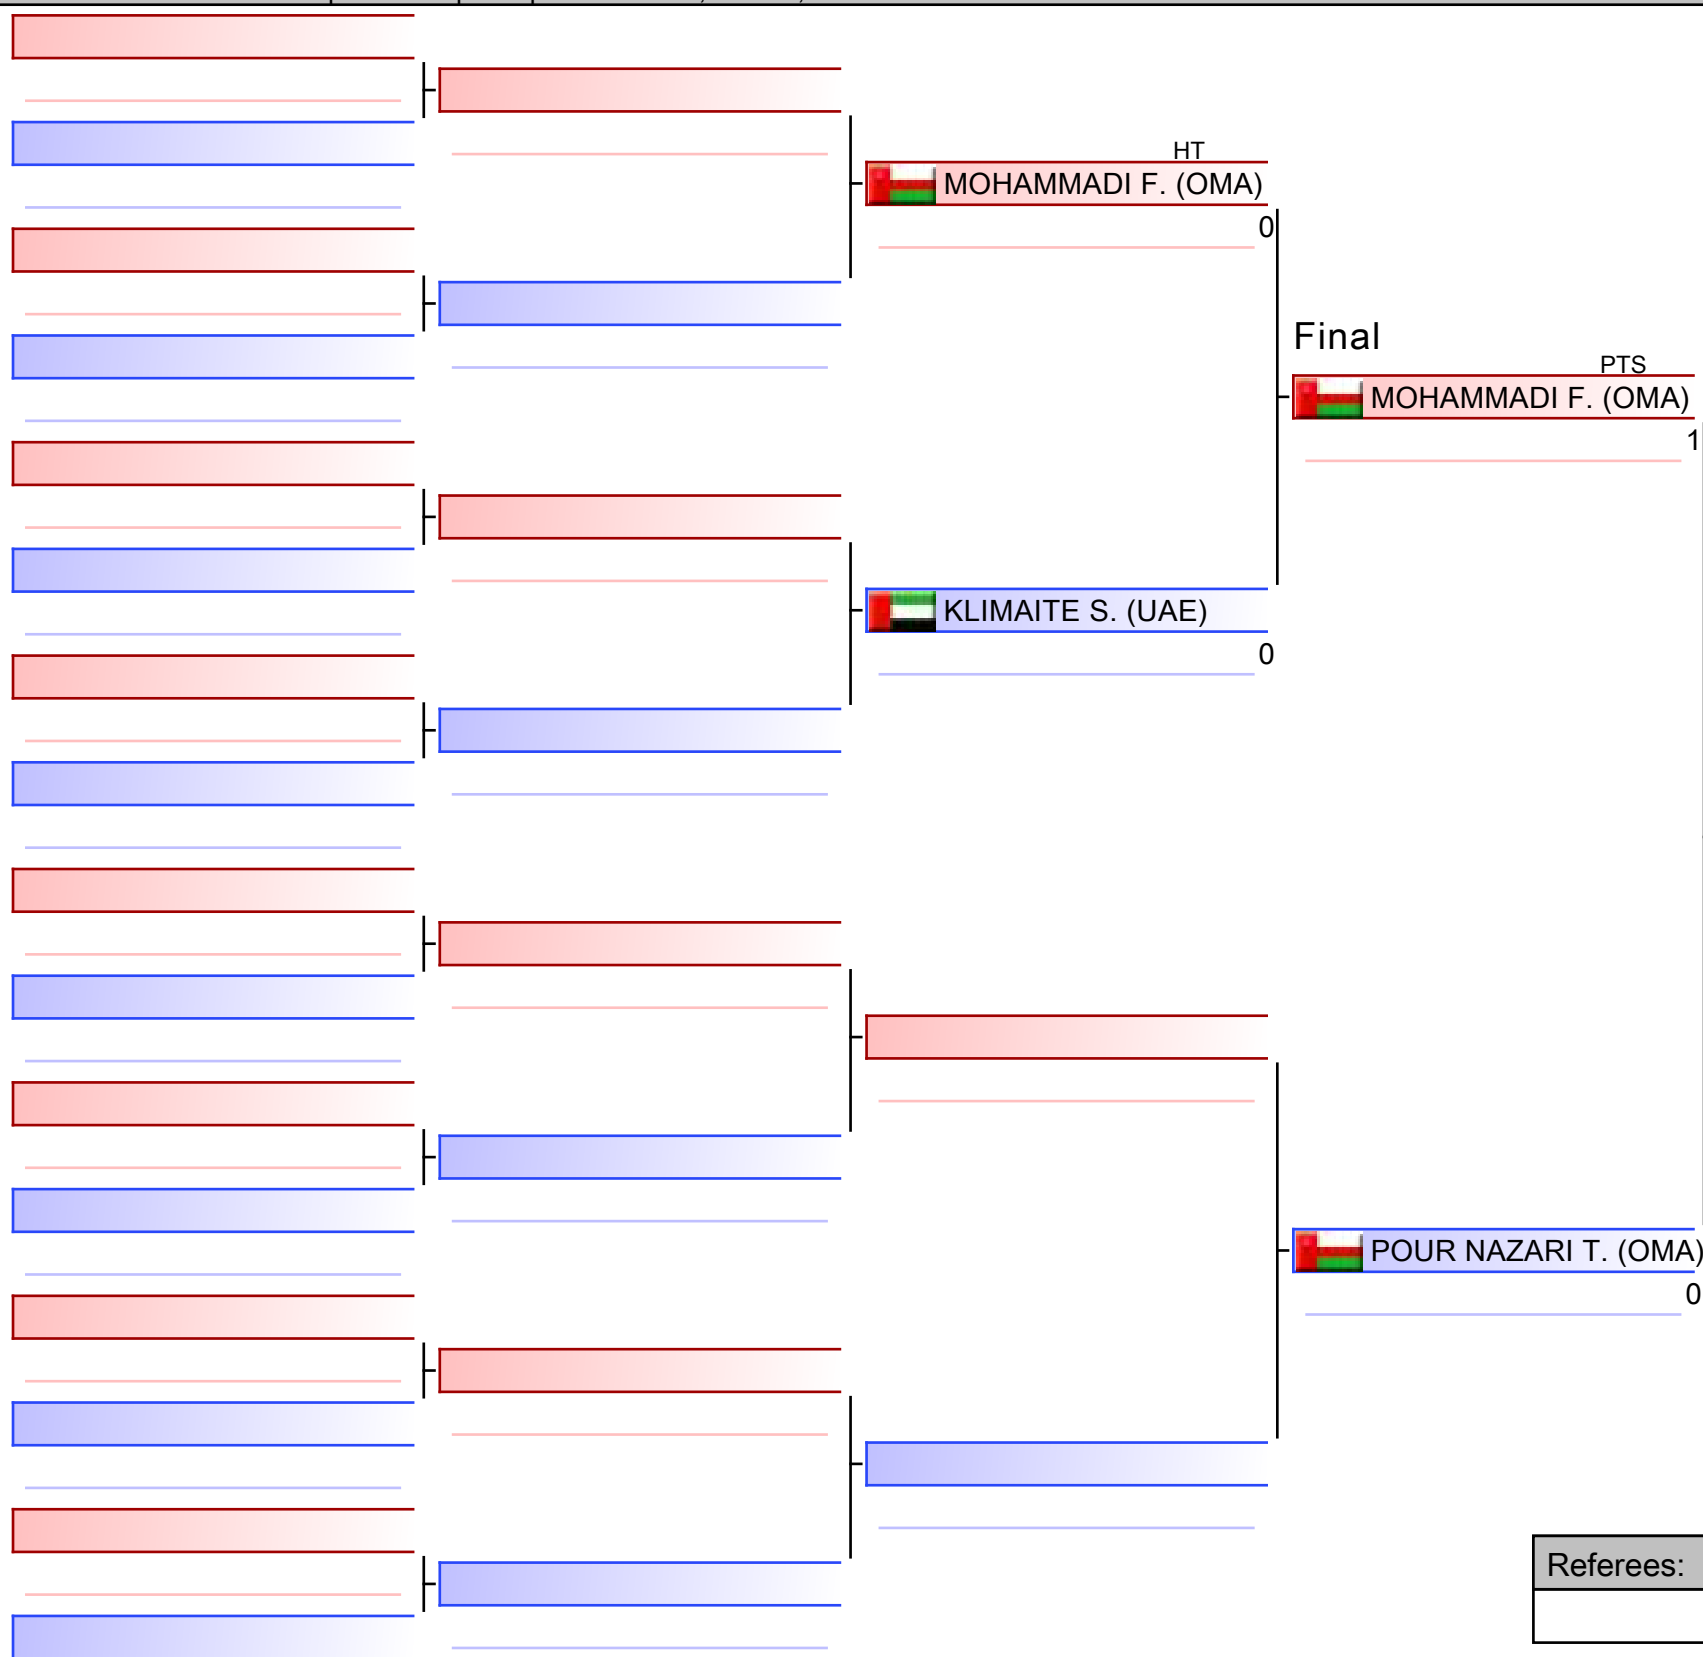 HT
MOHAMMADI F. (OMA)
0
Final
PTS
MOHAMMADI F. (OMA)
1
KLIMAITE S. (UAE)
0
POUR NAZARI T. (OMA)
0
Referees: